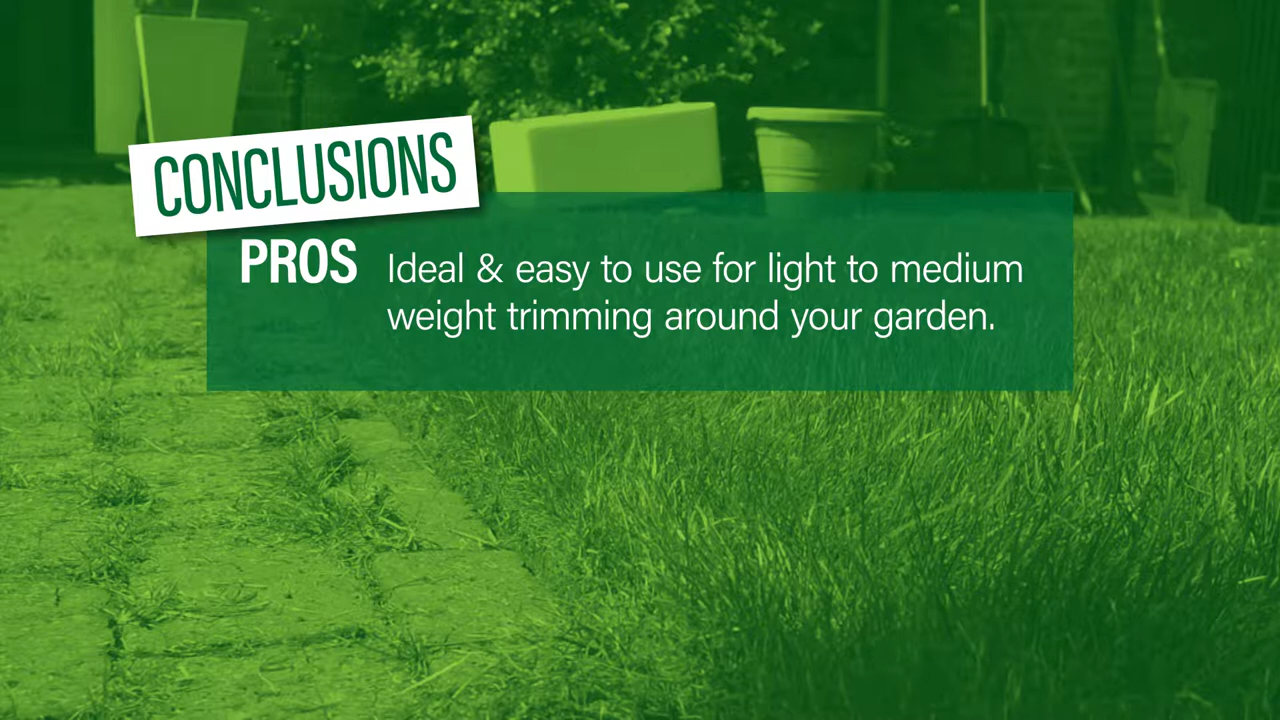 CONCLUSIONS
PROS Ideal & easy to use for light to medium
weight trimming around your garden.